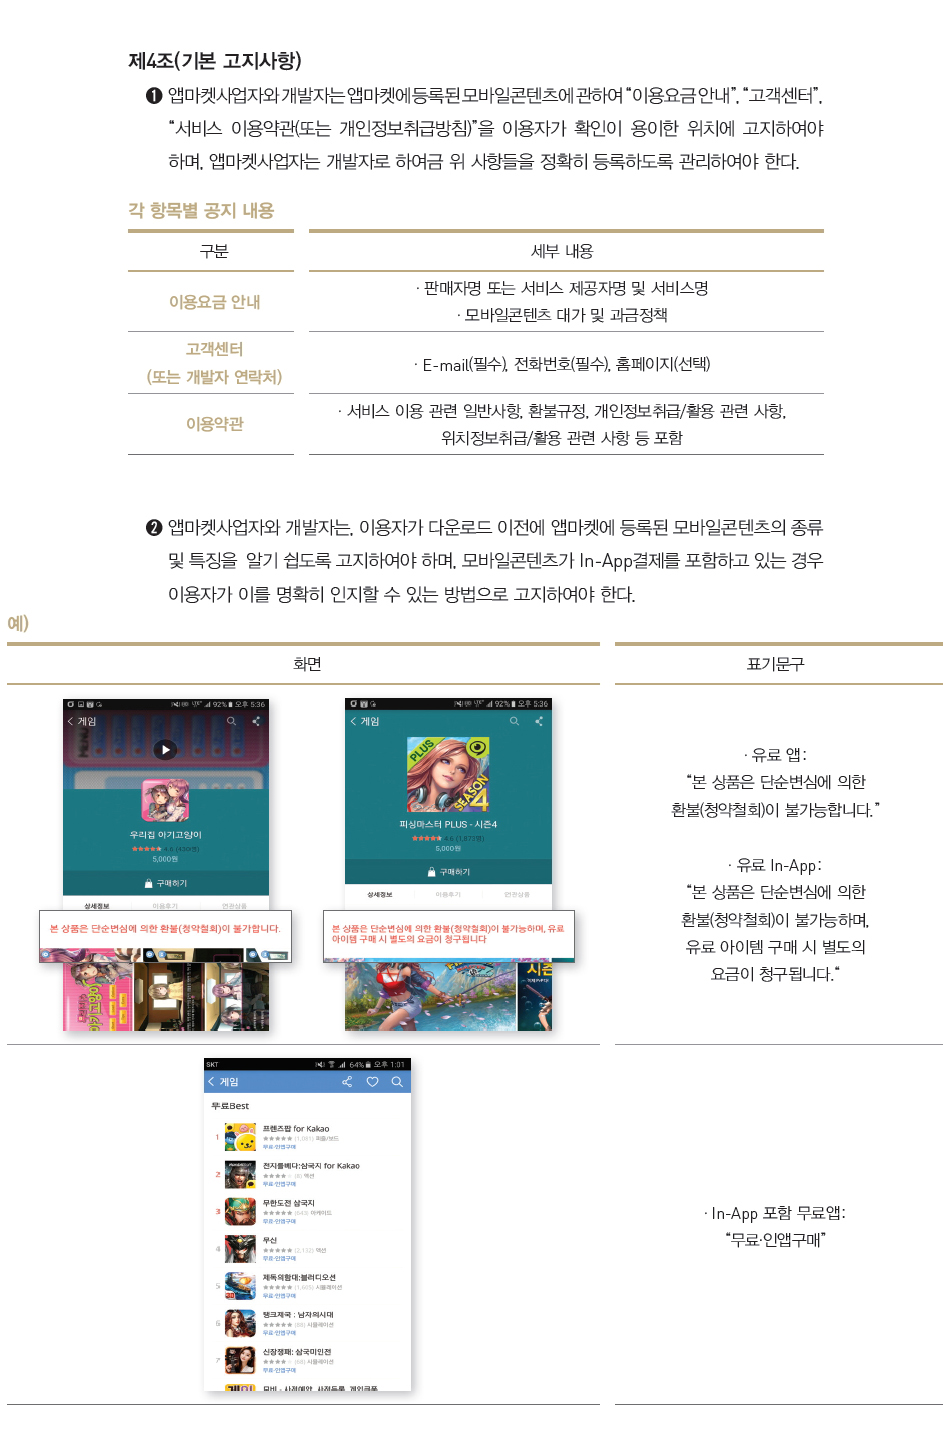 제4조(기본 고지사항)
❶ 앱마켓사업자와 개발자는 앱마켓에 등록된 모바일콘텐츠에 관하여 “이용요금 안내”, “고객센터”,
“서비스 이용약관(또는 개인정보취급방침)”을 이용자가 확인이 용이한 위치에 고지하여야
하며, 앱마켓사업자는 개발자로 하여금 위 사항들을 정확히 등록하도록 관리하여야 한다.
각 항목별 공지 내용
구분 세부 내용
이용요금 안내
· 판매자명 또는 서비스 제공자명 및 서비스명
· 모바일콘텐츠 대가 및 과금정책
고객센터
(또는 개발자 연락처)
· E-mail(필수), 전화번호(필수), 홈페이지(선택)
이용약관
· 서비스 이용 관련 일반사항, 환불규정, 개인정보취급/활용 관련 사항,
위치정보취급/활용 관련 사항 등 포함
❷ 앱마켓사업자와 개발자는, 이용자가 다운로드 이전에 앱마켓에 등록된 모바일콘텐츠의 종류
및 특징을 알기 쉽도록 고지하여야 하며, 모바일콘텐츠가 In-App결제를 포함하고 있는 경우
이용자가 이를 명확히 인지할 수 있는 방법으로 고지하여야 한다.
예)
화면 표기문구
92% 오후 5:36
게임
우리집 아기고양이
5,000원
구매하기
상세정보 이용후기 연관상품
본 상품은 단순변심에 의한 환불(청약철회)이 불가합니다.
92% 오후 5:36
게임
PLUS
SEASON
4
피싱마스터 PLUS - 시즌4
5,000원
구매하기
상세정보 이용후기 연관상품
본 상품은 단순변심에 의한 환불(청약철회)이 불가능하며, 유료
아이템 구매 시 별도의 요금이 청구됩니다
· 유료 앱 :
“본 상품은 단순변심에 의한
환불(청약철회)이 불가능합니다.”
· 유료 In-App :
“본 상품은 단순변심에 의한
환불(청약철회)이 불가능하며,
유료 아이템 구매 시 별도의
요금이 청구됩니다.“
SKT 64% 오후 1:01
게임
무료Best
1 프렌즈팝 for Kakao
무료·인앱구매
2 천지를베다:삼국지 for Kakao
무료·인앱구매
3 무한도전 삼국지
무료·인앱구매
4 무신
무료·인앱구매
5 제독의함대:블러디오션
무료·인앱구매
6 탱크제국 : 남자의시대
무료·인앱구매
7 신장쟁패: 삼국미인전
무료·인앱구매
· In-App 포함 무료앱 :
“무료·인앱구매”